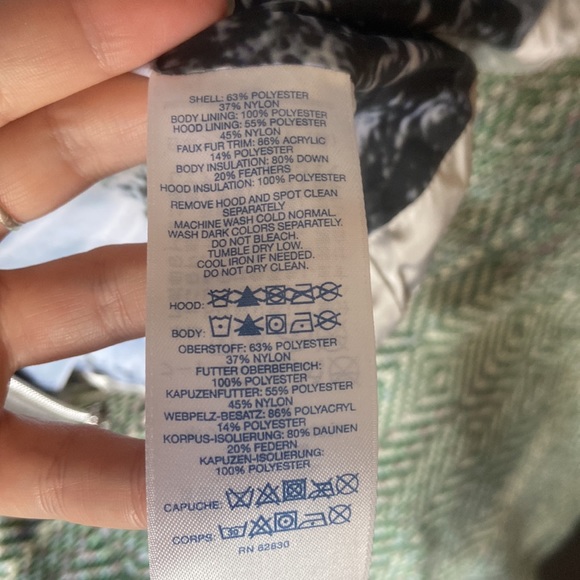 SHELL: 63% POLYESTER
37% NYLON
BODY LINING: 100% POLYESTER
HOOD LINING: 55% POLYESTER
45% NYLON
FAUX FUR TRIM: 86% ACRYLIC
14% POLYESTER
BODY INSULATION: 80% DOWN
20% FEATHERS
HOOD INSULATION: 100% POLYESTER
REMOVE HOOD AND SPOT CLEAN
SEPARATELY
MACHINE WASH COLD NORMAL.
WASH DARK COLORS SEPARATELY.
DO NOT BLEACH.
TUMBLE DRY LOW.
COOL IRON IF NEEDED.
DO NOT DRY CLEAN.
HOOD:
BODY:
OBERSTOFF: 63% POLYESTER
37% NYLON
FUTTER OBERBEREICH:
100% POLYESTER
KAPUZENFUTTER: 55% POLYESTER
45% NYLON
WEBPELZ-BESATZ: 86% POLYACRYL
14% POLYESTER
KORPUS-ISOLIERUNG: 80% DAUNEN
20% FEDERN
KAPUZEN-ISOLIERUNG:
100% POLYESTER
CAPUCHE:
CORPS: 30
RN 52630